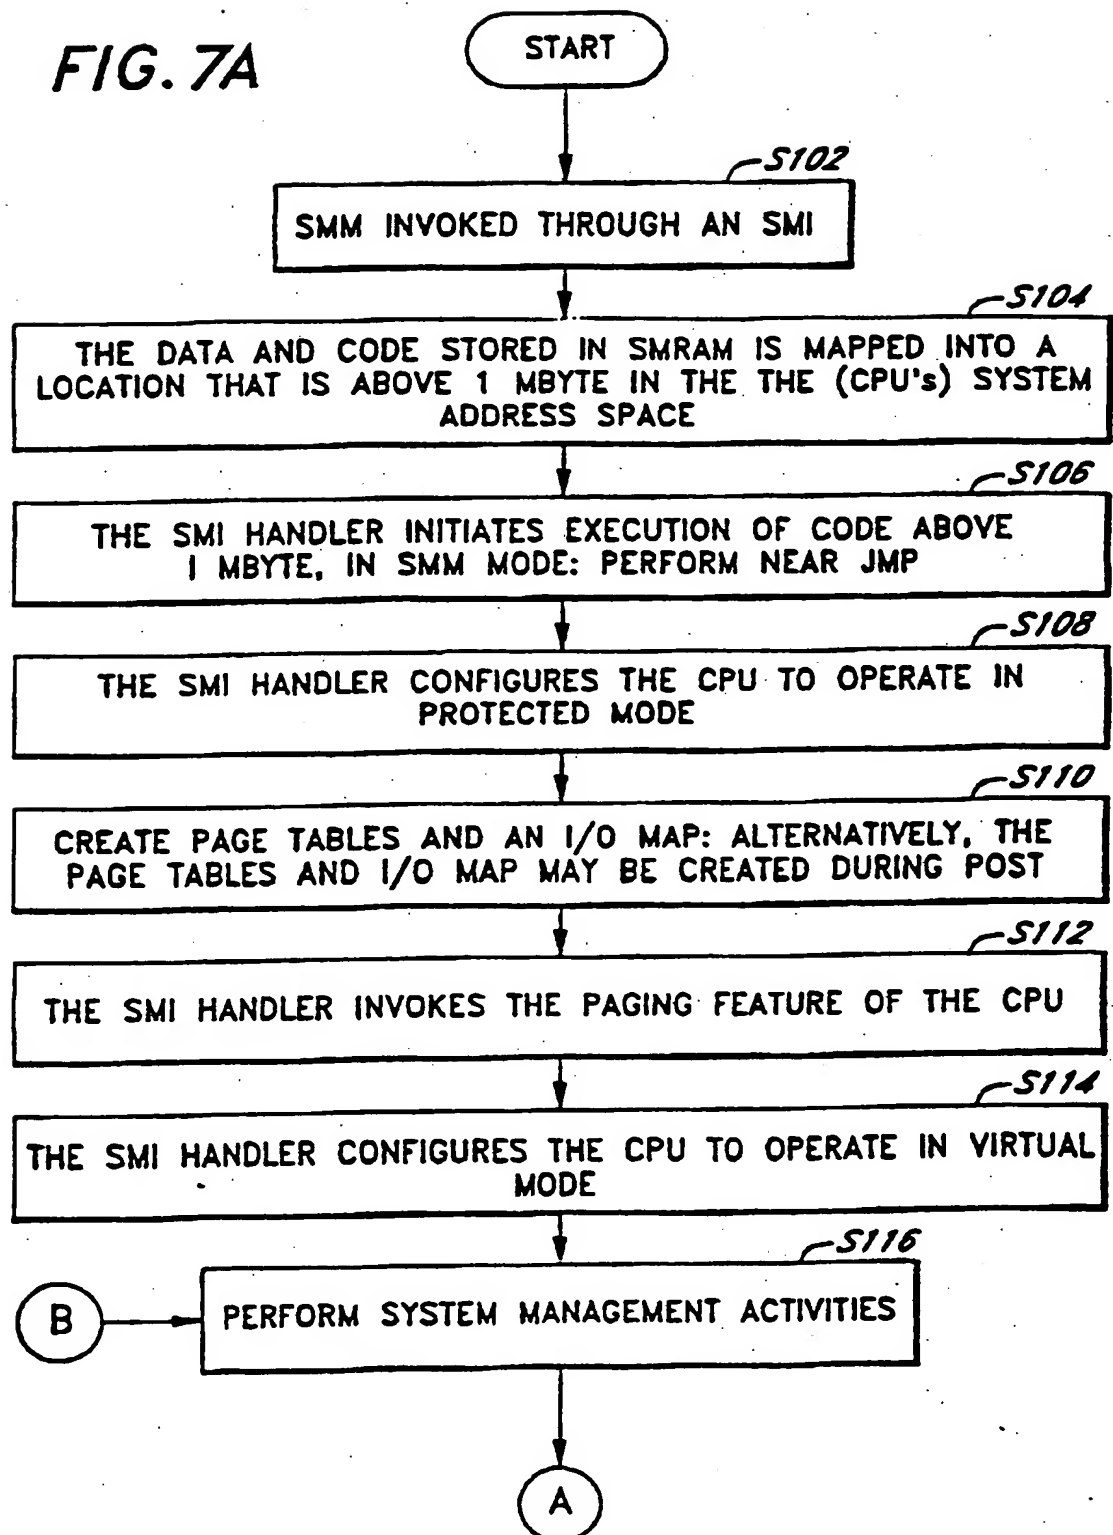 FIG. 7A
START
S102
SMM INVOKED THROUGH AN SMI
S104
THE DATA AND CODE STORED IN SMRAM IS MAPPED INTO A
LOCATION THAT IS ABOVE 1 MBYTE IN THE THE (CPU's) SYSTEM
ADDRESS SPACE
S106
THE SMI HANDLER INITIATES EXECUTION OF CODE ABOVE
1 MBYTE, IN SMM MODE: PERFORM NEAR JMP
S108
THE SMI HANDLER CONFIGURES THE CPU TO OPERATE IN
PROTECTED MODE
S110
CREATE PAGE TABLES AND AN I/O MAP: ALTERNATIVELY, THE
PAGE TABLES AND I/O MAP MAY BE CREATED DURING POST
S112
THE SMI HANDLER INVOKES THE PAGING FEATURE OF THE CPU
S114
THE SMI HANDLER CONFIGURES THE CPU TO OPERATE IN VIRTUAL
MODE
S116
B
PERFORM SYSTEM MANAGEMENT ACTIVITIES
A